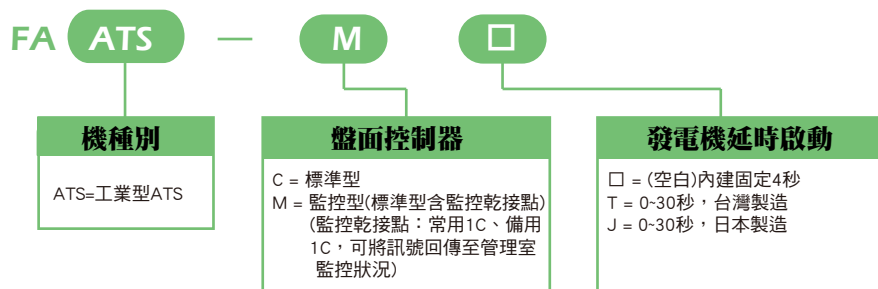 FA ATS — M □
機種別
ATS=工業型ATS
盤面控制器
C = 標準型
M = 監控型(標準型含監控乾接點)
(監控乾接點：常用1C、備用
1C，可將訊號回傳至管理室
監控狀況)
發電機延時啟動
□ = (空白)內建固定4秒
T = 0~30秒，台灣製造
J = 0~30秒，日本製造